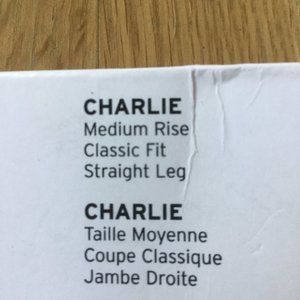 CHARLIE
Medium Rise
Classic Fit
Straight Leg
CHARLIE
Taille Moyenne
Coupe Classique
Jambe Droite